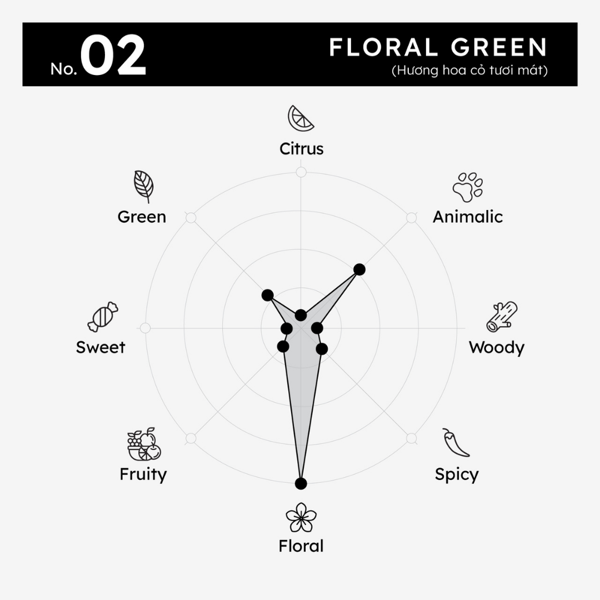 No. 02
FLORAL GREEN
(Hương hoa cỏ tươi mát)
Citrus
Green
Animalic
Sweet
Woody
Fruity
Spicy
Floral